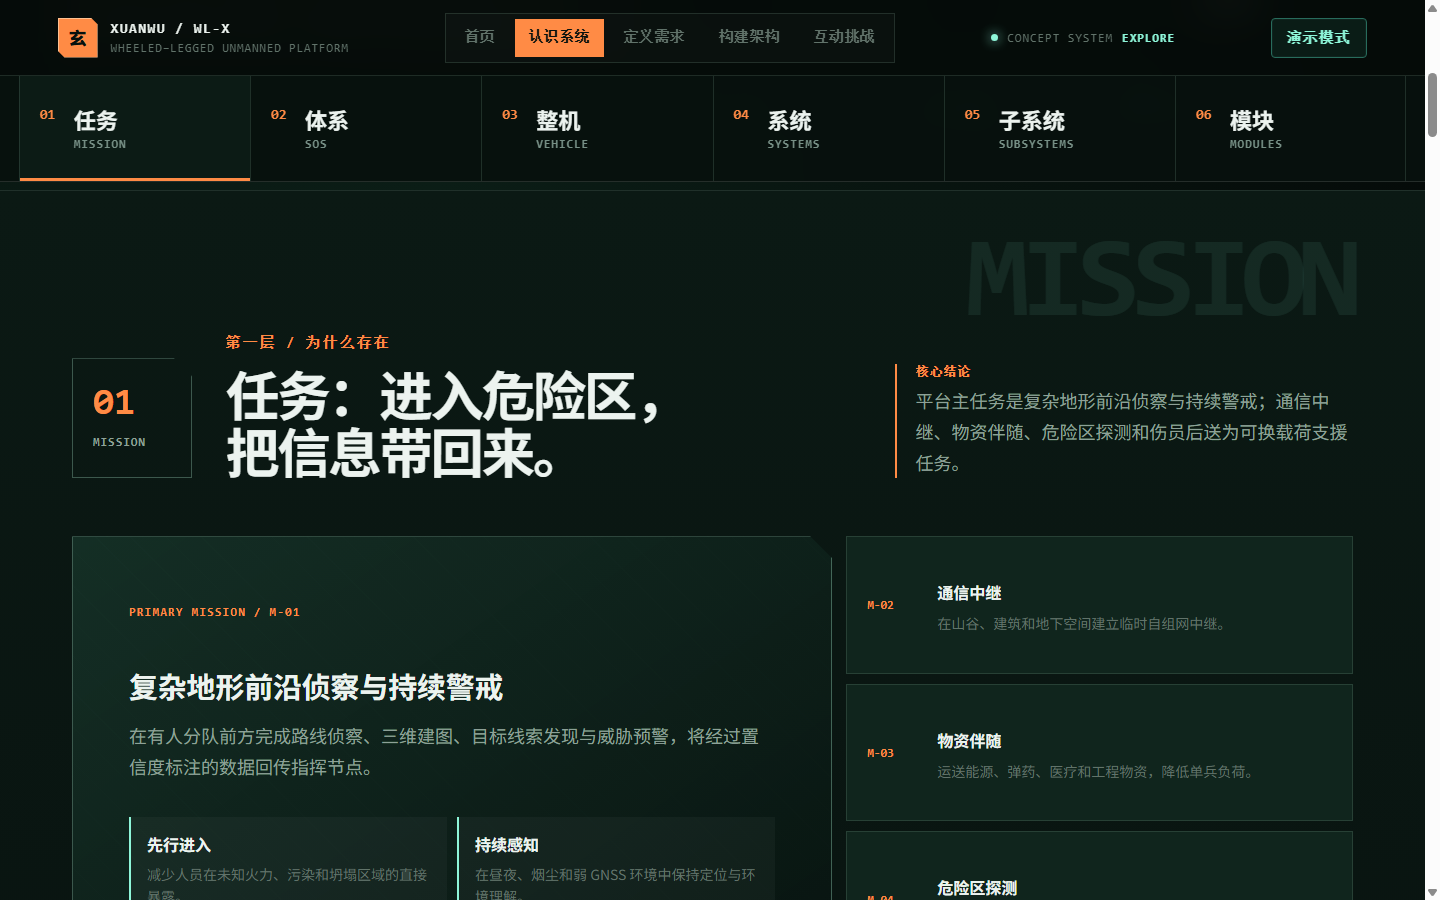 玄
XUANWU / WL-X
WHEELED-LEGGED UNMANNED PLATFORM
首页
认识系统
定义需求
构建架构
互动挑战
CONCEPT SYSTEM EXPLORE
演示模式
01 任务
MISSION
02 体系
SOS
03 整机
VEHICLE
04 系统
SYSTEMS
05 子系统
SUBSYSTEMS
06 模块
MODULES
MISSION
01
MISSION
第一层 / 为什么存在
任务：进入危险区，
把信息带回来。
核心结论
平台主任务是复杂地形前沿侦察与持续警戒；通信中
继、物资伴随、危险区探测和伤员后送为可换载荷支援
任务。
PRIMARY MISSION / M-01
复杂地形前沿侦察与持续警戒
在有人分队前方完成路线侦察、三维建图、目标线索发现与威胁预警，将经过置
信度标注的数据回传指挥节点。
先行进入
减少人员在未知火力、污染和坍塌区域的直接
暴露。
持续感知
在昼夜、烟尘和弱 GNSS 环境中保持定位与环
境理解。
M-02
通信中继
在山谷、建筑和地下空间建立临时自组网中继。
M-03
物资伴随
运送能源、弹药、医疗和工程物资，降低单兵负荷。
M-04
危险区探测